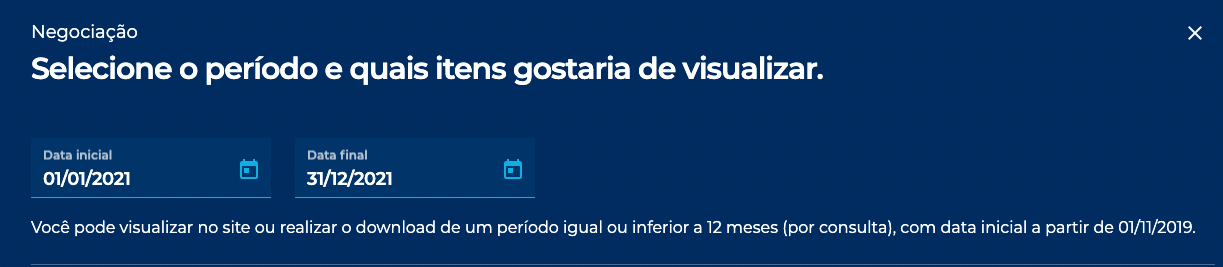 Negociação
Selecione o período e quais itens gostaria de visualizar.
Data inicial
01/01/2021
Data final
31/12/2021
Você pode visualizar no site ou realizar o download de um período igual ou inferior a 12 meses (por consulta), com data inicial a partir de 01/11/2019.